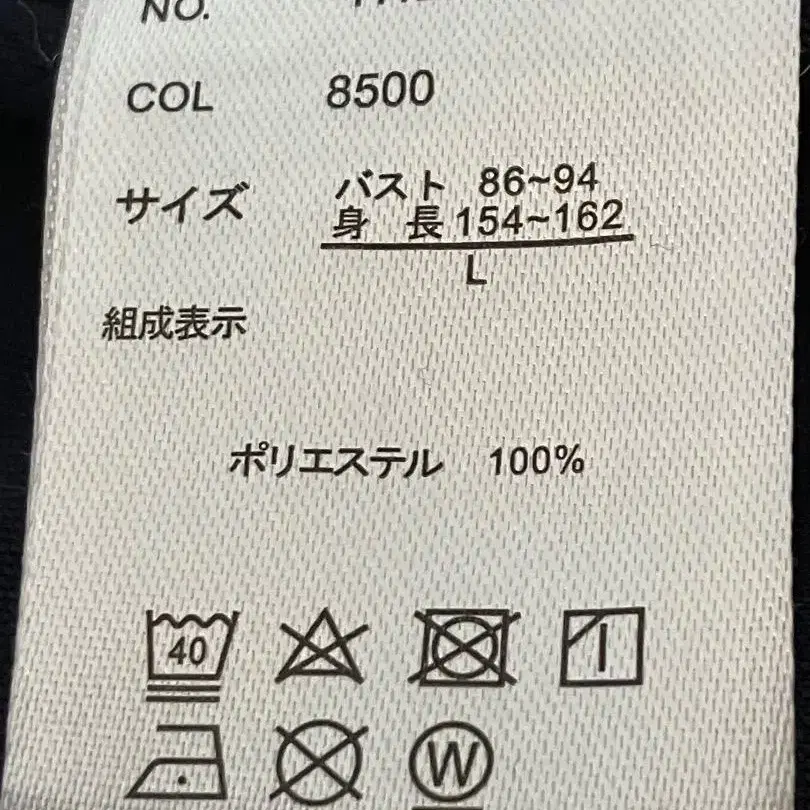 NO.
COL 8500
サイズ バスト 86~94
身 長 154~162
L
組成表示
ポリエステル 100%
40
W